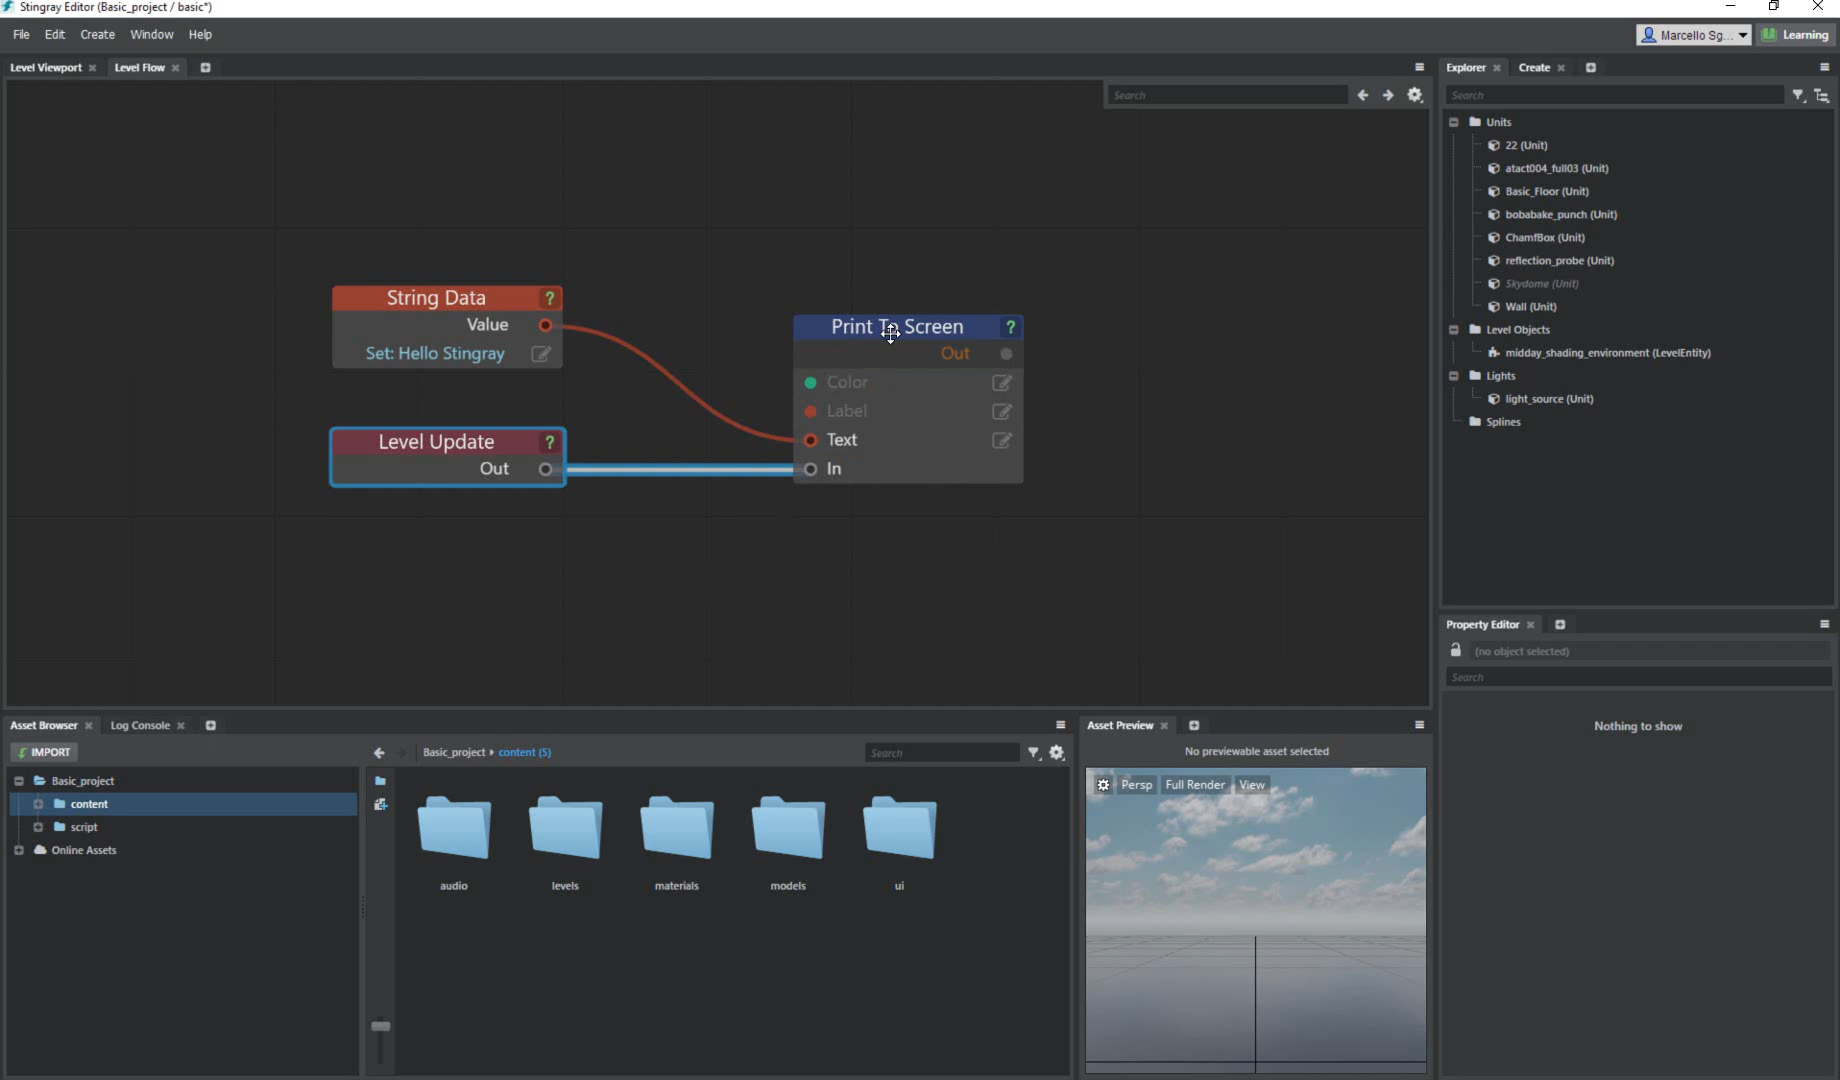 Stingray Editor (Basic_project / basic*)
File Edit Create Window Help
Marcello Sg... Learning
Level Viewport Level Flow
Search
String Data ?
Value
Set: Hello Stingray
Level Update ?
Out
Print To Screen ?
Out
Color
Label
Text
In
Explorer Create
Search
Units
22 (Unit)
atact004_full03 (Unit)
Basic_Floor (Unit)
bobabake_punch (Unit)
ChamfBox (Unit)
reflection_probe (Unit)
Skydome (Unit)
Wall (Unit)
Level Objects
midday_shading_environment (LevelEntity)
Lights
light_source (Unit)
Splines
Property Editor
(no object selected)
Search
Nothing to show
Asset Browser Log Console
IMPORT
Basic_project content (5)
Search
Basic_project
content
script
Online Assets
audio levels materials models ui
Asset Preview
No previewable asset selected
Persp Full Render View